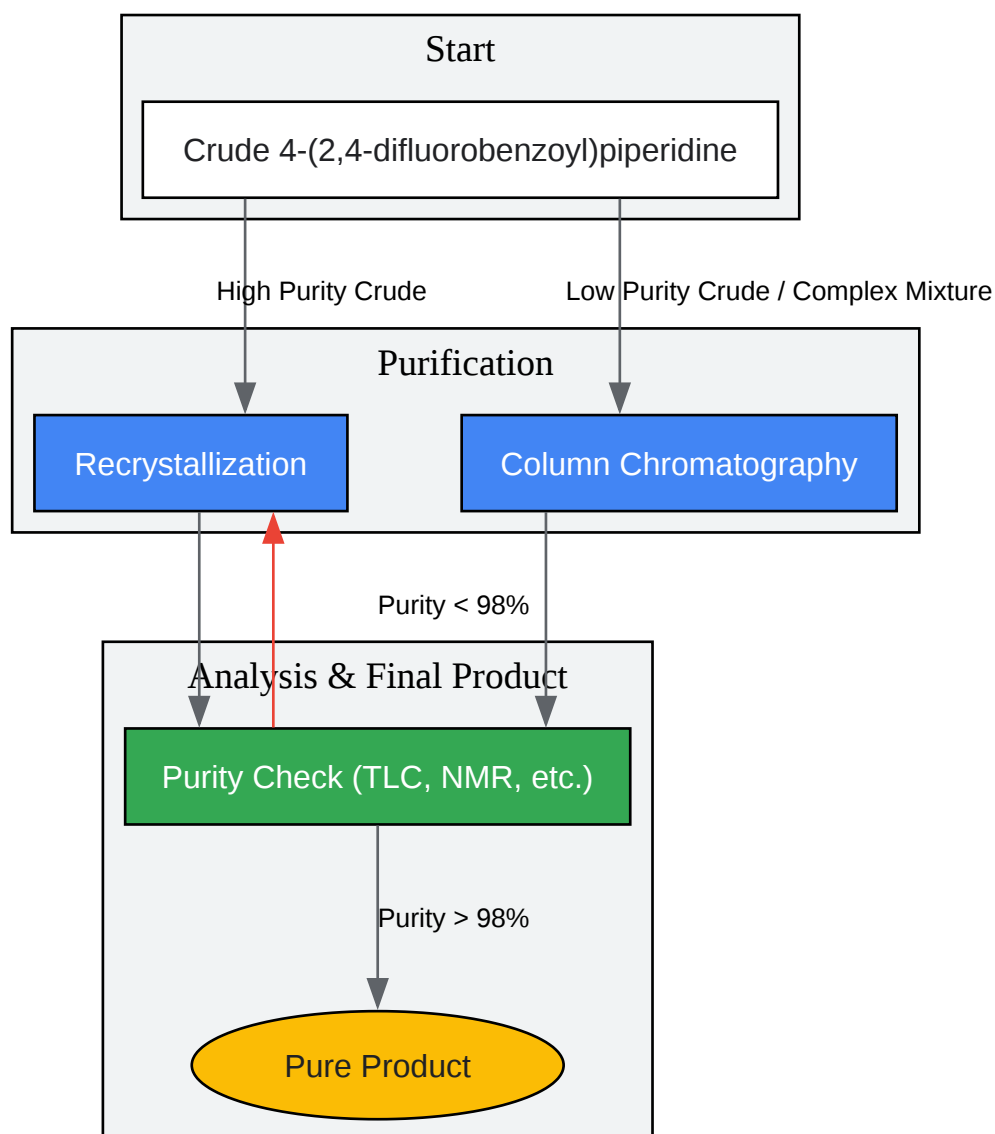 Start
Crude 4-(2,4-difluorobenzoyl)piperidine
High Purity Crude
Low Purity Crude / Complex Mixture
Purification
Recrystallization
Column Chromatography
Purity < 98%
Analysis & Final Product
Purity Check (TLC, NMR, etc.)
Purity > 98%
Pure Product